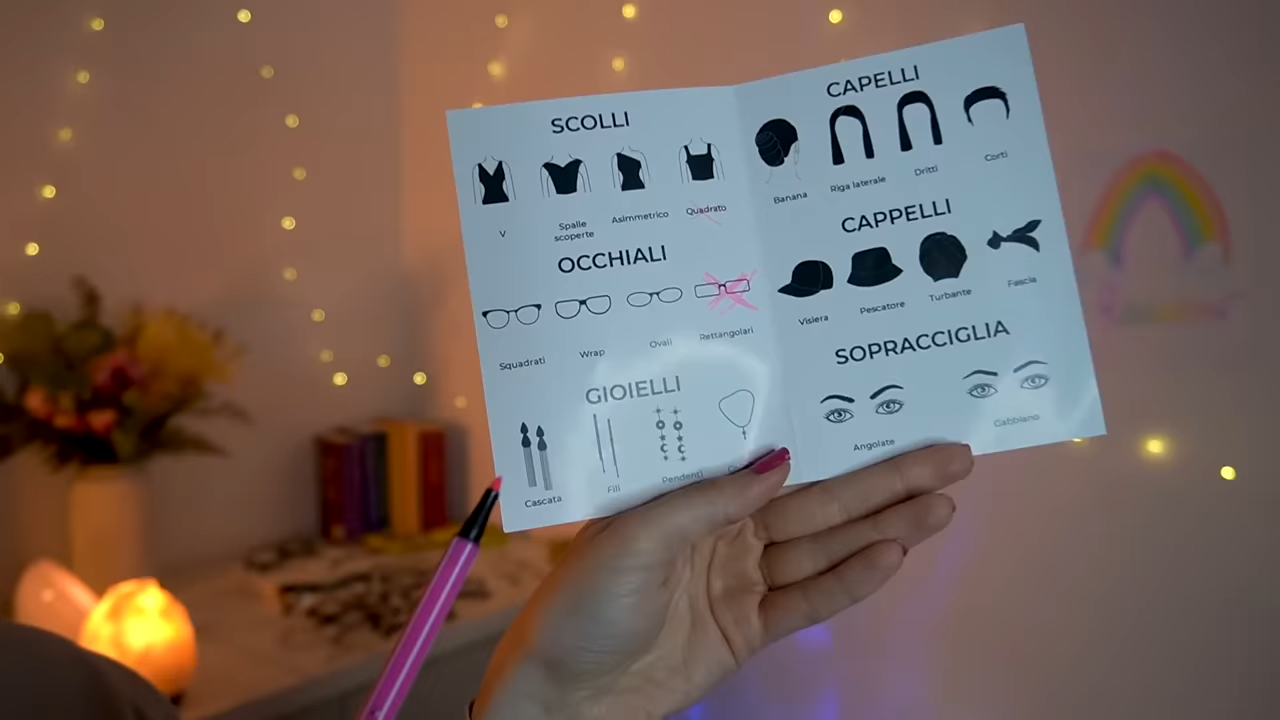 SCOLLI
V
Spalle
scoperte
Asimmetrico
Quadrato
OCCHIALI
Squadrati
Wrap
Ovali
Rettangolari
GIOIELLI
Cascata
Fili
Pendenti
CAPELLI
Banana
Riga laterale
Dritti
Corti
CAPPELLI
Visiera
Pescatore
Turbante
Fascia
SOPRACCIGLIA
Angolate
Gabbiano